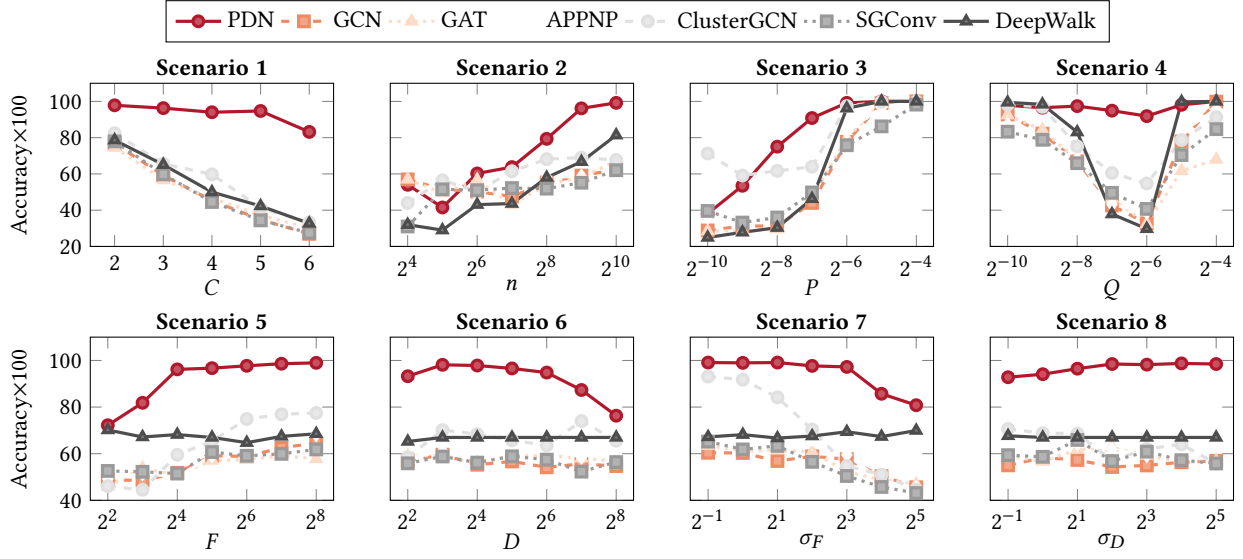 PDN GCN GAT APPNP ClusterGCN SGConv DeepWalk
Scenario 1 Scenario 2 Scenario 3 Scenario 4
Accuracy×100
100
80
60
40
20
2 3 4 5 6
C
2^4 2^6 2^8 2^10
n
2^−10 2^−8 2^−6 2^−4
P
2^−10 2^−8 2^−6 2^−4
Q
Scenario 5 Scenario 6 Scenario 7 Scenario 8
Accuracy×100
100
80
60
40
2^2 2^4 2^6 2^8
F
2^2 2^4 2^6 2^8
D
2^−1 2^1 2^3 2^5
σ_F
2^−1 2^1 2^3 2^5
σ_D